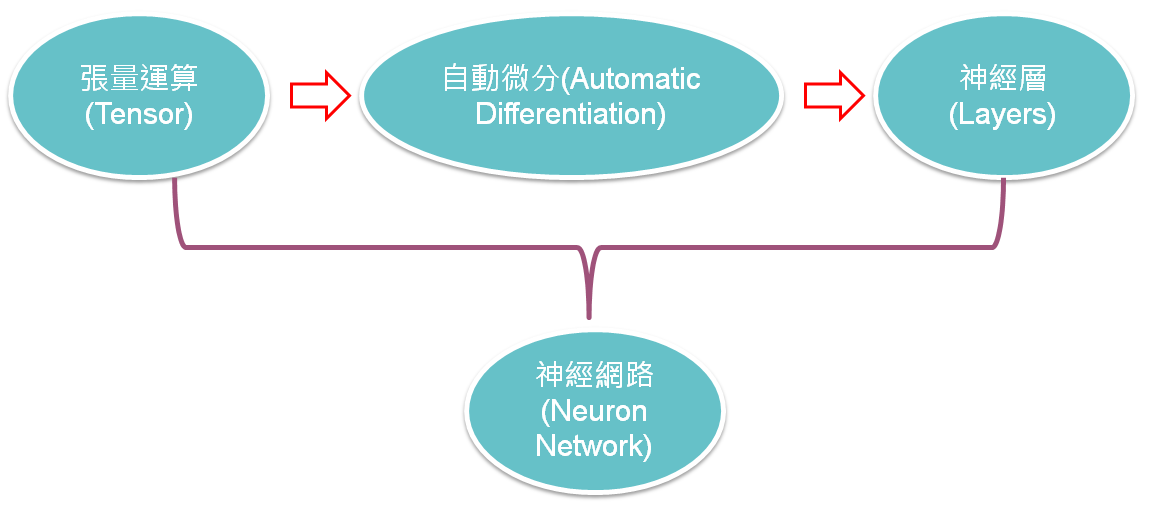 張量運算
(Tensor)
自動微分(Automatic
Differentiation)
神經層
(Layers)
神經網路
(Neuron
Network)